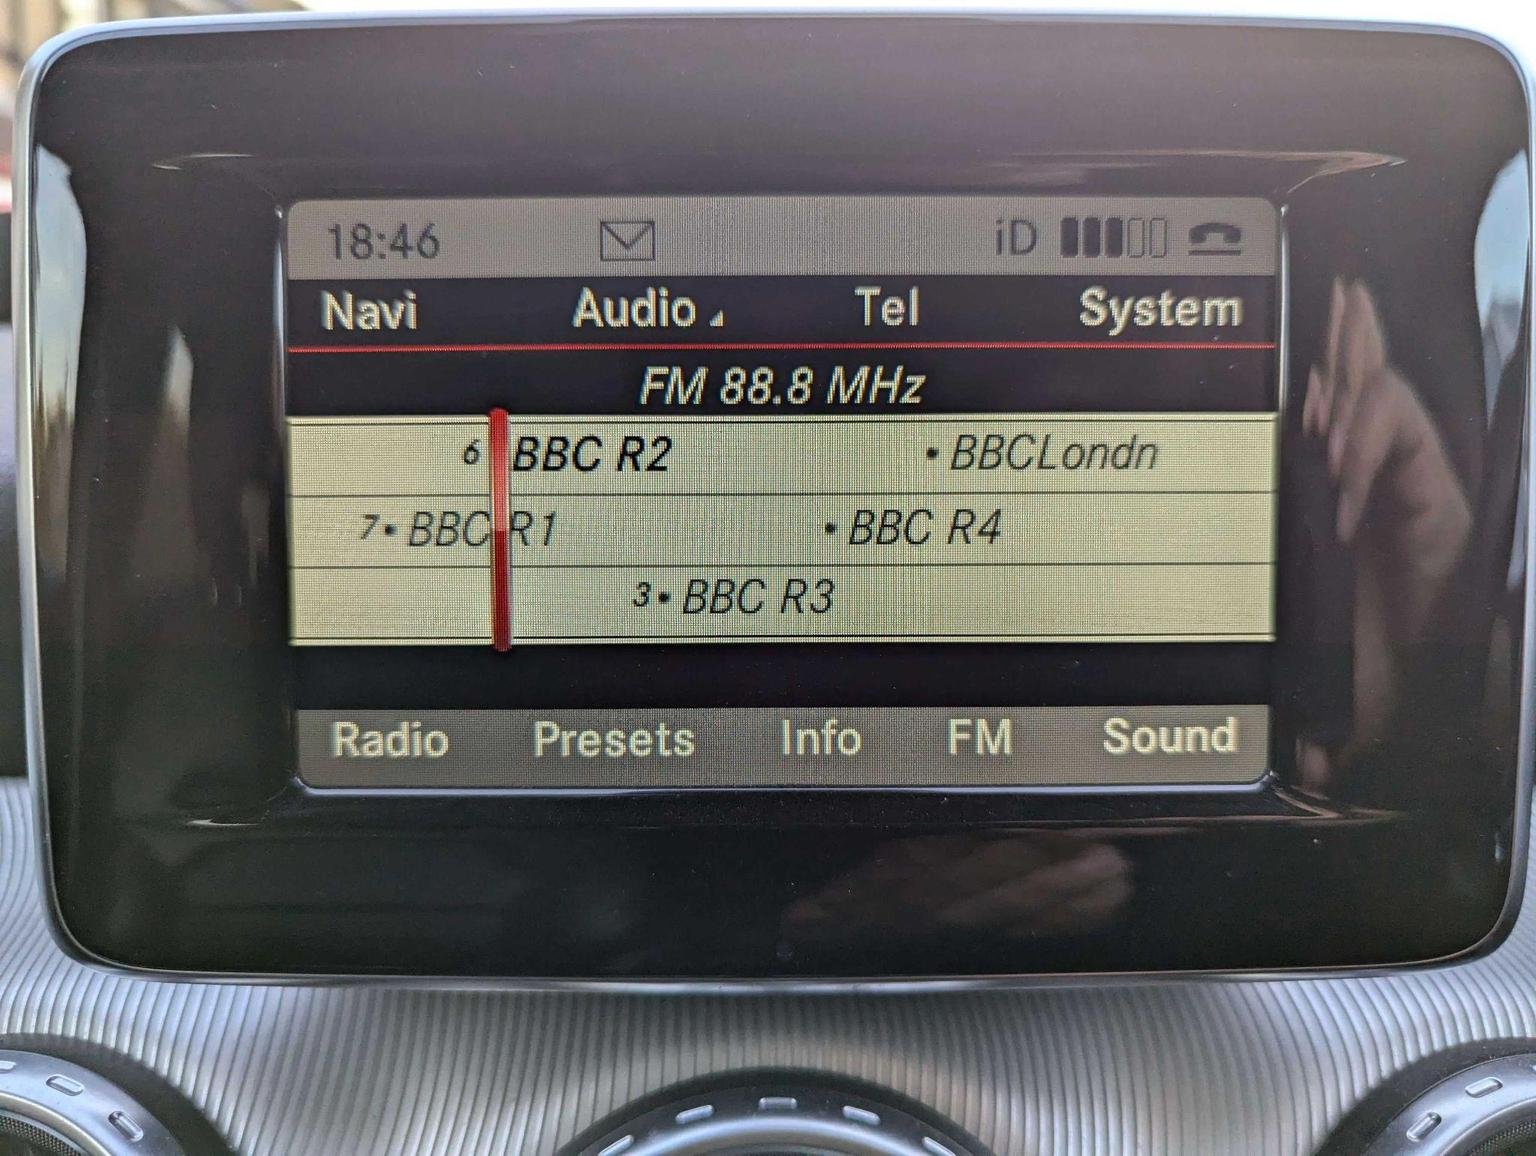 18:46 iD
Navi Audio Tel System
FM 88.8 MHz
6 BBC R2 • BBCLondn
7• BBC R1 • BBC R4
3• BBC R3
Radio Presets Info FM Sound